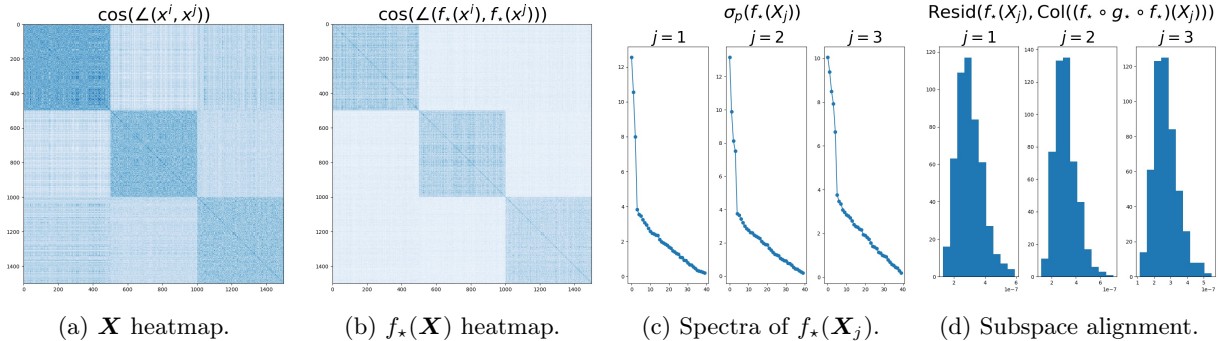 cos(∠(x^i, x^j))
0
200
400
600
800
1000
1200
1400
0 200 400 600 800 1000 1200 1400
(a) X heatmap.
cos(∠(f⋆(x^i), f⋆(x^j)))
0
200
400
600
800
1000
1200
1400
0 200 400 600 800 1000 1200 1400
(b) f⋆(X) heatmap.
σ_p(f⋆(X_j))
j = 1
12
10
8
6
4
2
0
0 10 20 30 40
j = 2
12
10
8
6
4
2
0
0 10 20 30 40
j = 3
10
8
6
4
2
0
0 10 20 30 40
(c) Spectra of f⋆(X_j).
Resid(f⋆(X_j), Col((f⋆ ∘ g⋆ ∘ f⋆)(X_j)))
j = 1
120
100
80
60
40
20
0
2 4 6
1e-7
j = 2
140
120
100
80
60
40
20
0
2 4 6
1e-7
j = 3
120
100
80
60
40
20
0
1 2 3 4 5
1e-7
(d) Subspace alignment.